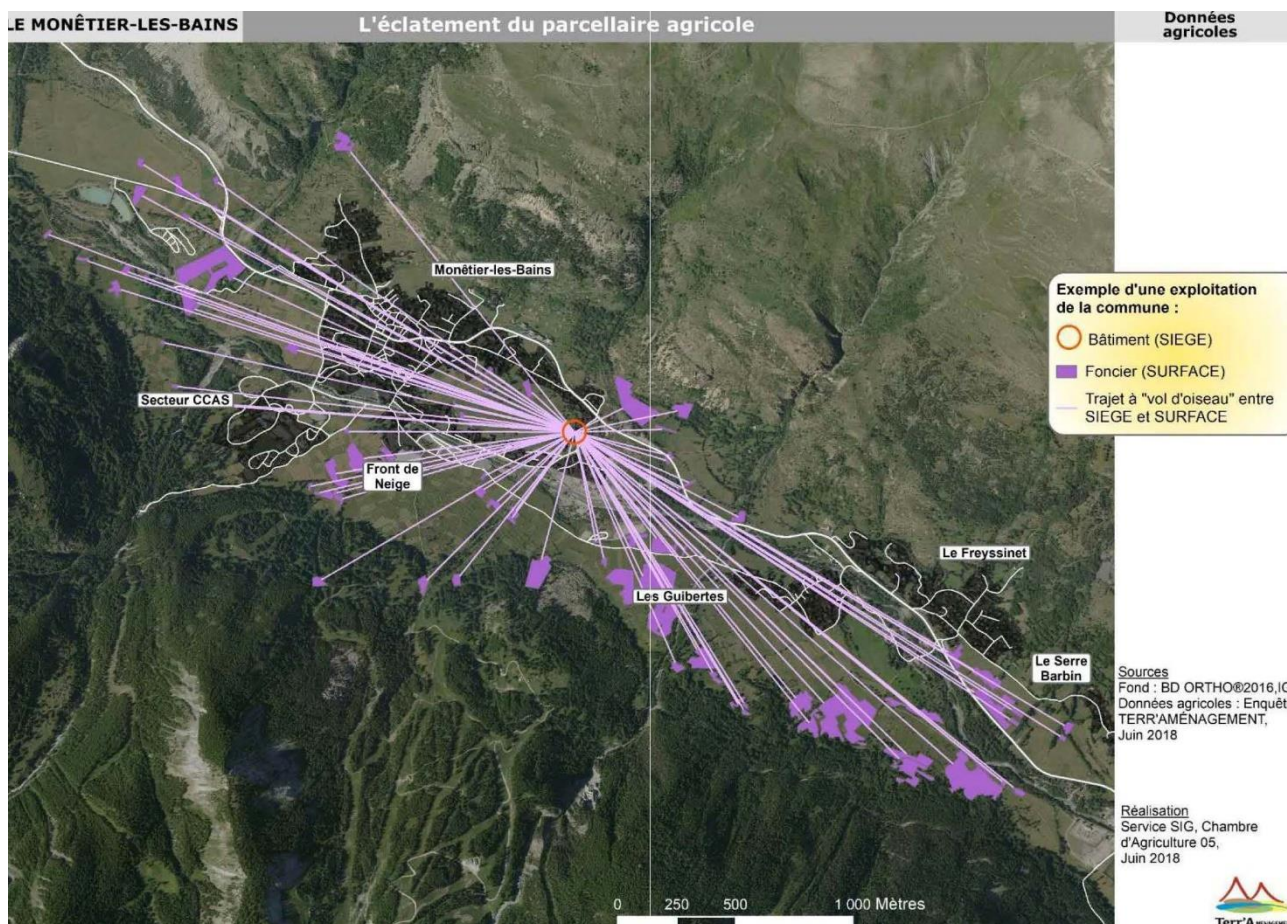 LE MONÊTIER-LES-BAINS
L'éclatement du parcellaire agricole
Données
agricoles
Monêtier-les-Bains
Secteur CCAS
Front de
Neige
Les Guibertes
Le Freyssinet
Le Serre
Barbin
Exemple d'une exploitation
de la commune :
Bâtiment (SIEGE)
Foncier (SURFACE)
Trajet à "vol d'oiseau" entre
SIEGE et SURFACE
Sources
Fond : BD ORTHO®2016,IG
Données agricoles : Enquêt
TERR'AMÉNAGEMENT,
Juin 2018
Réalisation
Service SIG, Chambre
d'Agriculture 05,
Juin 2018
0 250 500 1 000 Mètres